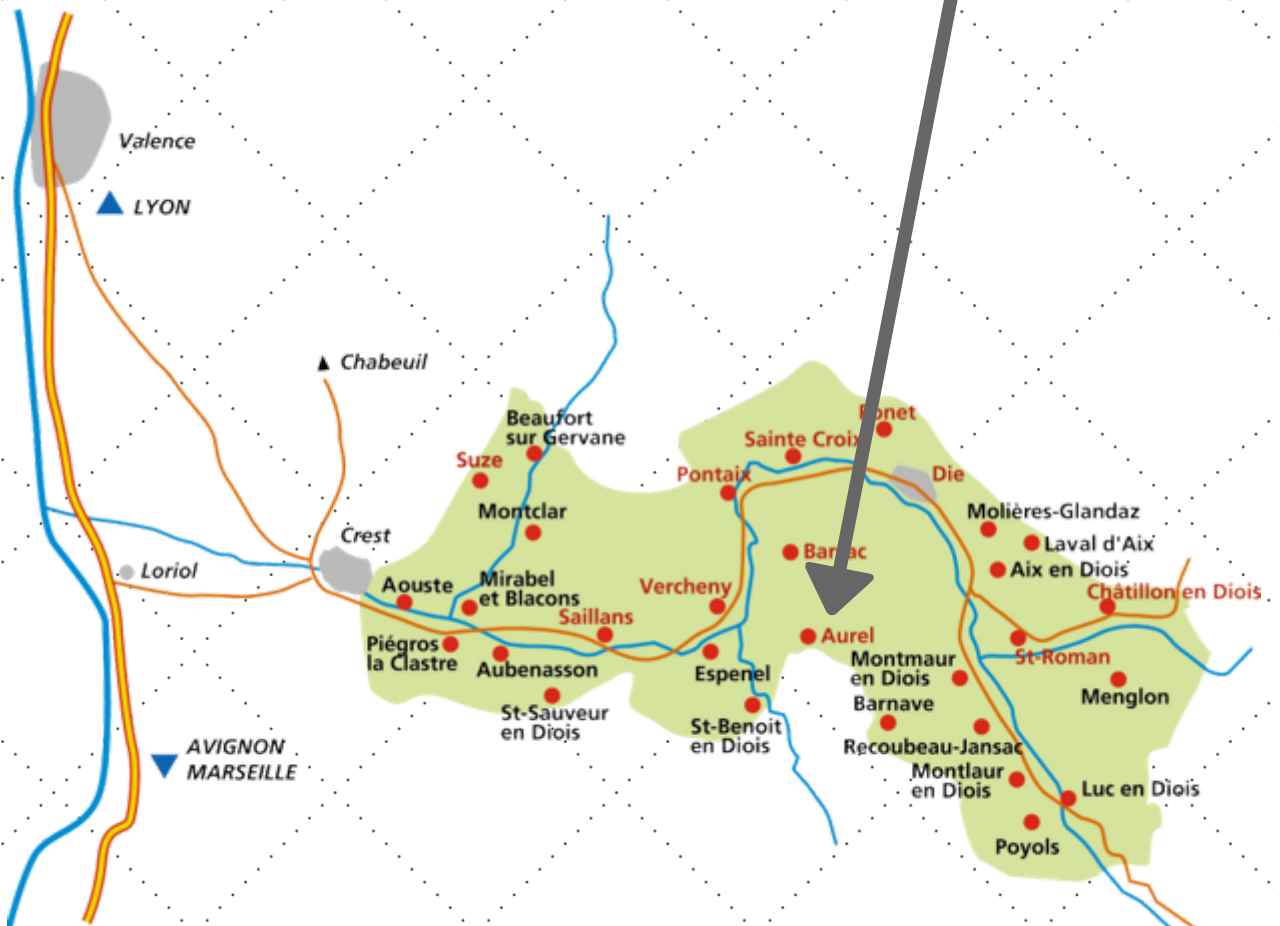 Valence
LYON
Chabeuil
Beaufort
sur Gervane
Suze
Montclar
Crest
Loriol
Aouste
Mirabel
et Blacons
Saillans
Piégros
la Clastre
Aubenasson
St-Sauveur
en Diois
AVIGNON
MARSEILLE
Ponet
Sainte Croix
Pontaix
Die
Molières-Glandaz
Laval d'Aix
Aix en Diois
Châtillon en Diois
Barsac
Vercheny
Aurel
Espenel
St-Benoit
en Diois
Montmaur
en Diois
St-Roman
Menglon
Barnave
Recoubeau-Jansac
Montlaur
en Diois
Luc en Diois
Poyols